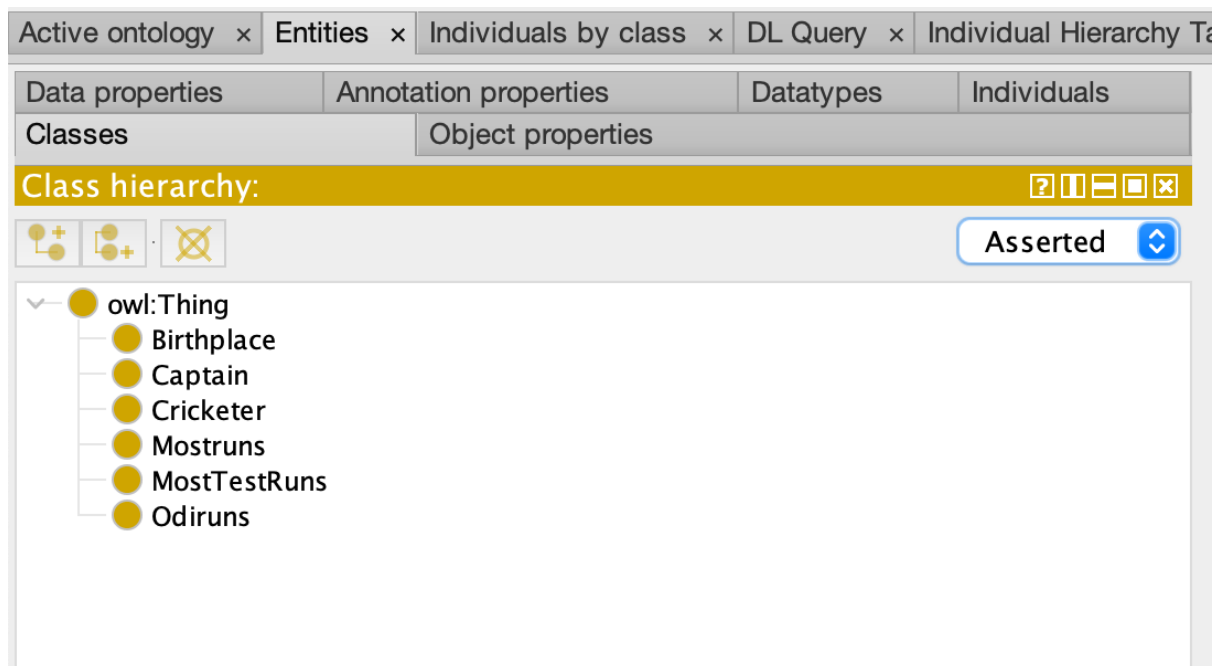 Active ontology × Entities × Individuals by class × DL Query × Individual Hierarchy Ta
Data properties Annotation properties Datatypes Individuals
Classes Object properties
Class hierarchy:
Asserted
owl:Thing
Birthplace
Captain
Cricketer
Mostruns
MostTestRuns
Odiruns